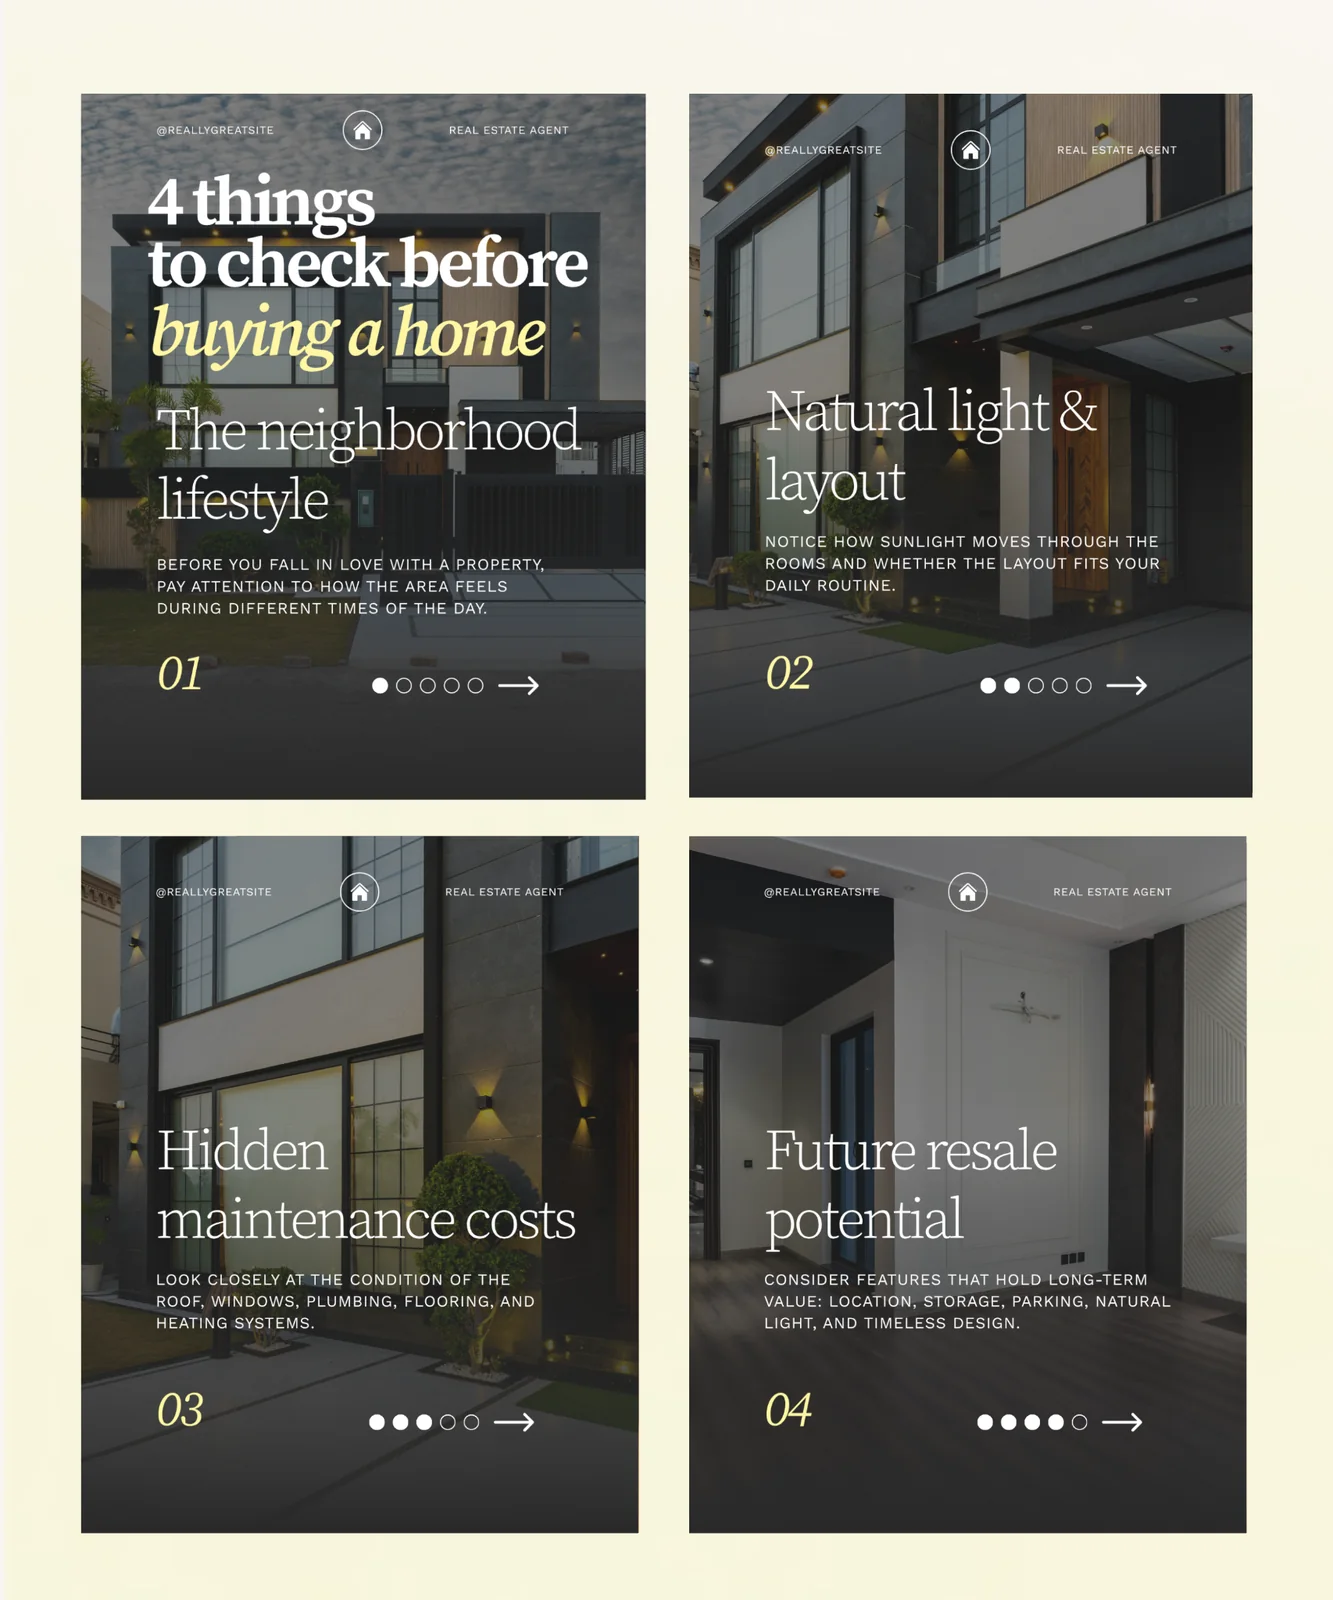 @REALLYGREATSITE
REAL ESTATE AGENT
4 things
to check before
buying a home
The neighborhood
lifestyle
BEFORE YOU FALL IN LOVE WITH A PROPERTY,
PAY ATTENTION TO HOW THE AREA FEELS
DURING DIFFERENT TIMES OF THE DAY.
01
@REALLYGREATSITE
REAL ESTATE AGENT
Natural light &
layout
NOTICE HOW SUNLIGHT MOVES THROUGH THE
ROOMS AND WHETHER THE LAYOUT FITS YOUR
DAILY ROUTINE.
02
@REALLYGREATSITE
REAL ESTATE AGENT
Hidden
maintenance costs
LOOK CLOSELY AT THE CONDITION OF THE
ROOF, WINDOWS, PLUMBING, FLOORING, AND
HEATING SYSTEMS.
03
@REALLYGREATSITE
REAL ESTATE AGENT
Future resale
potential
CONSIDER FEATURES THAT HOLD LONG-TERM
VALUE: LOCATION, STORAGE, PARKING, NATURAL
LIGHT, AND TIMELESS DESIGN.
04